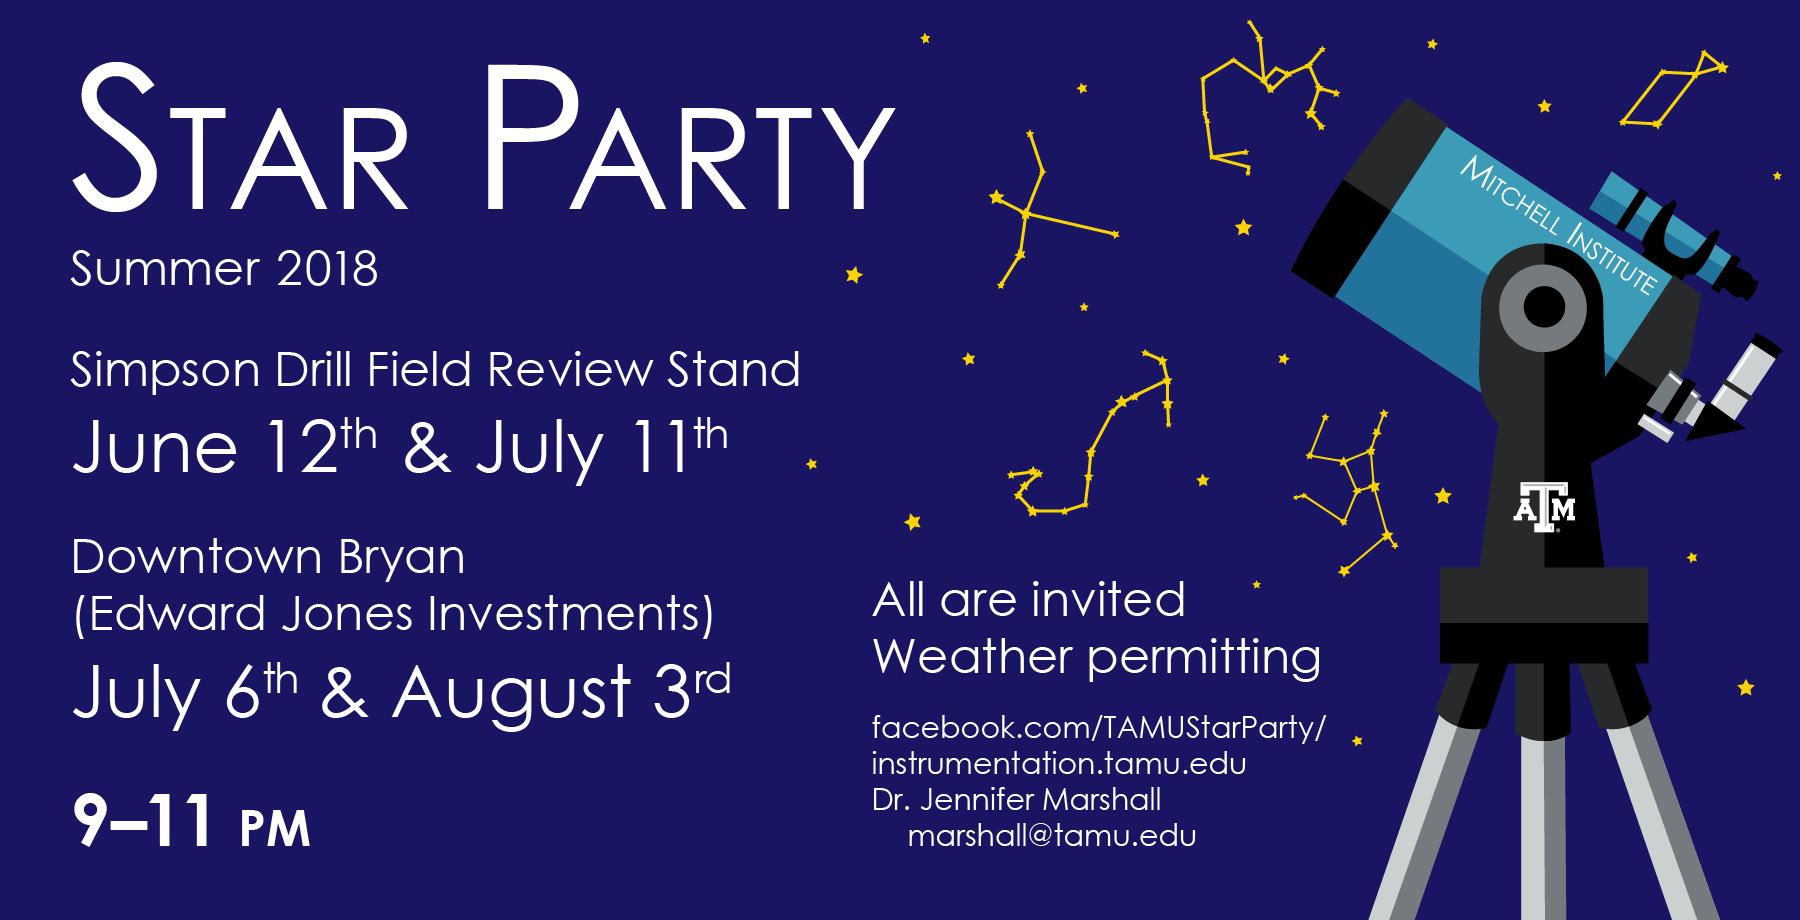 STAR PARTY
Summer 2018
Simpson Drill Field Review Stand
June 12th & July 11th
Downtown Bryan
(Edward Jones Investments)
July 6th & August 3rd
9–11 PM
All are invited
Weather permitting
facebook.com/TAMUStarParty/
instrumentation.tamu.edu
Dr. Jennifer Marshall
marshall@tamu.edu
MITCHELL INSTITUTE
ATM